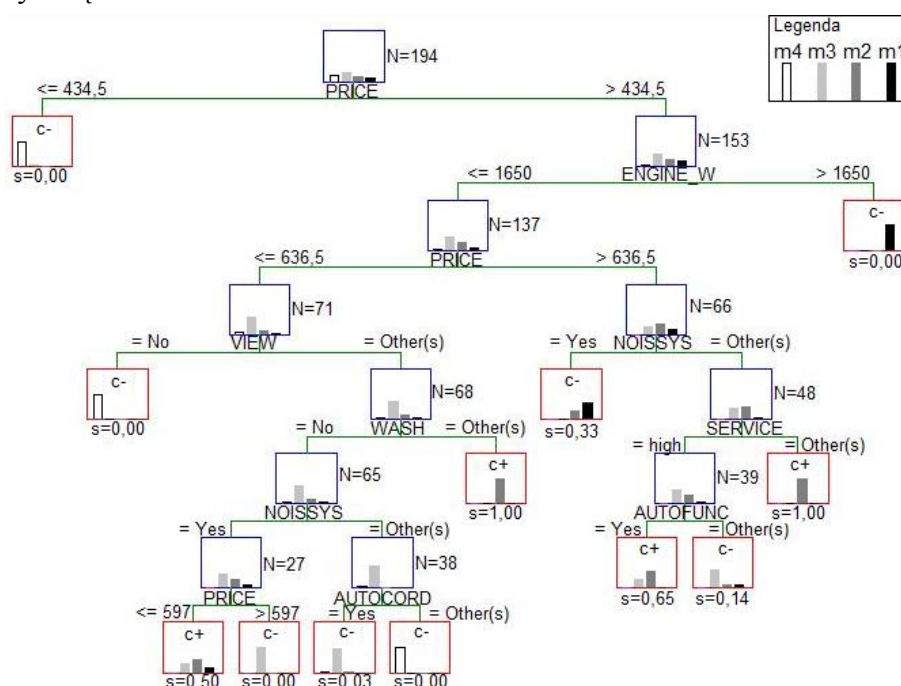 Legenda
m4 m3 m2 m1
N=194
PRICE
<= 434,5 > 434,5
c-
s=0,00
N=153
ENGINE_W
<= 1650 > 1650
N=137
PRICE
c-
s=0,00
<= 636,5 > 636,5
N=71
VIEW
N=66
NOISSYS
= No = Other(s) = Yes = Other(s)
c-
s=0,00
N=68
WASH
c-
s=0,33
N=48
SERVICE
= No = Other(s) = high = Other(s)
N=65
NOISSYS
c+
s=1,00
N=39
AUTOFUNC
c+
s=1,00
= Yes = Other(s) = Yes = Other(s)
N=27
PRICE
N=38
AUTOCORD
c+
s=0,65
c-
s=0,14
<= 597 > 597 = Yes = Other(s)
c+ c- c- c-
s=0,50 s=0,00 s=0,03 s=0,00